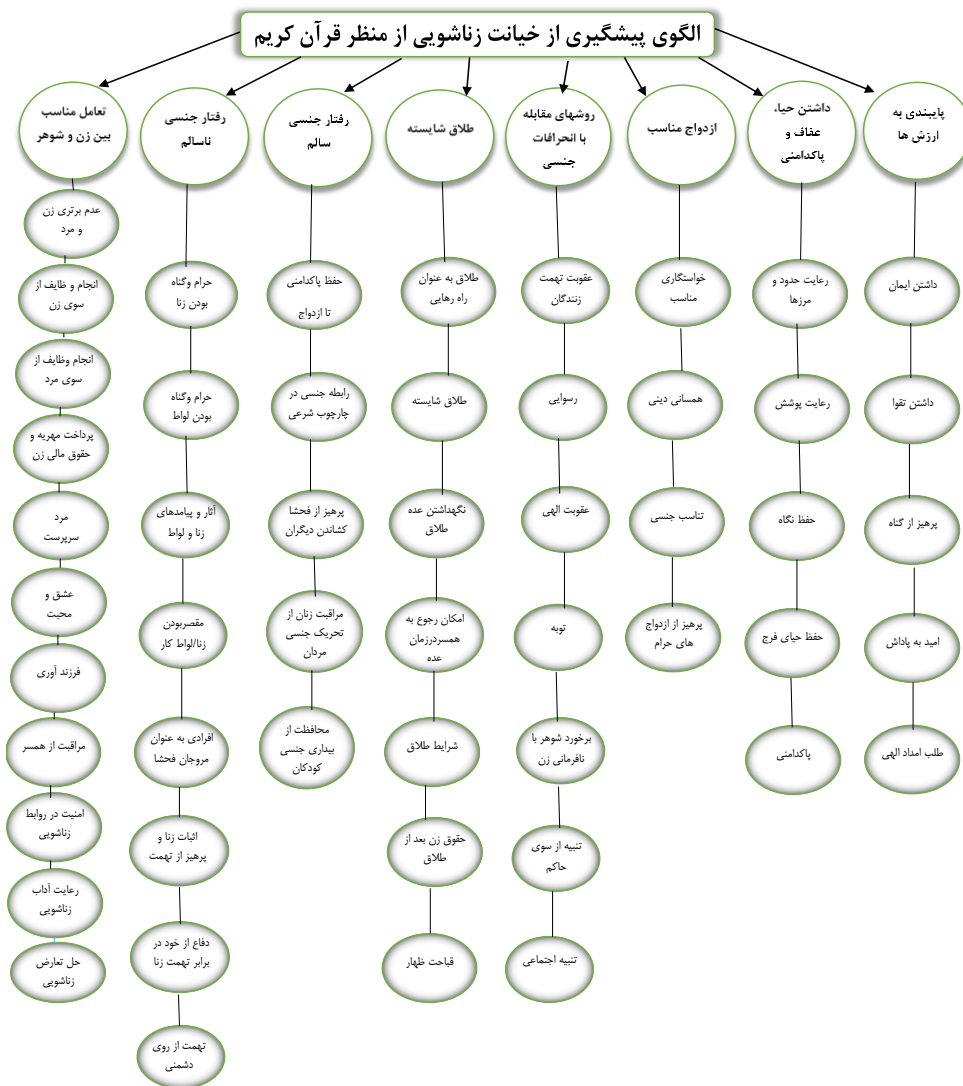 الگوی پیشگیری از خیانت زناشویی از منظر قرآن کریم
پایبندی به
ارزش ها
داشتن ایمان
داشتن تقوا
پرهیز از گناه
امید به پاداش
طلب امداد الهی
داشتن حیا،
عفاف و
پاکدامنی
رعایت حدود و
مرزها
رعایت پوشش
حفظ نگاه
حفظ حیای فرج
پاکدامنی
ازدواج مناسب
خواستگاری
مناسب
همسانی دینی
تناسب جنسی
پرهیز از ازدواج
های حرام
روشهای مقابله
با انحرافات
جنسی
عقوبت تهمت
زنندگان
رسوایی
عقوبت الهی
توبه
برخورد شوهر با
نافرمانی زن
تنبیه از سوی
حاکم
تنبیه اجتماعی
طلاق شایسته
طلاق به عنوان
راه رهایی
طلاق شایسته
نگهداشتن عده
طلاق
امکان رجوع به
همسردرزمان
عده
شرایط طلاق
حقوق زن بعد از
طلاق
قباحت ظهار
رفتار جنسی
سالم
حفظ پاکدامنی
تا ازدواج
رابطه جنسی در
چارچوب شرعی
پرهیز از فحشا
کشاندن دیگران
مراقبت زنان از
تحریک جنسی
مردان
محافظت از
بیداری جنسی
کودکان
رفتار جنسی
ناسالم
حرام وگناه
بودن زنا
حرام وگناه
بودن لواط
آثار و پیامدهای
زنا و لواط
مقصربودن
زنا/لواط کار
افرادی به عنوان
مروجان فحشا
اثبات زنا و
پرهیز از تهمت
دفاع از خود در
برابر تهمت زنا
تهمت از روی
دشمنی
تعامل مناسب
بین زن و شوهر
عدم برتری زن
و مرد
انجام و ظایف از
سوی زن
انجام وظایف از
سوی مرد
پرداخت مهریه و
حقوق مالی زن
مرد
سرپرست
عشق و
محبت
فرزند آوری
مراقبت از همسر
امنیت در روابط
زناشویی
رعایت آداب
زناشویی
حل تعارض
زناشویی